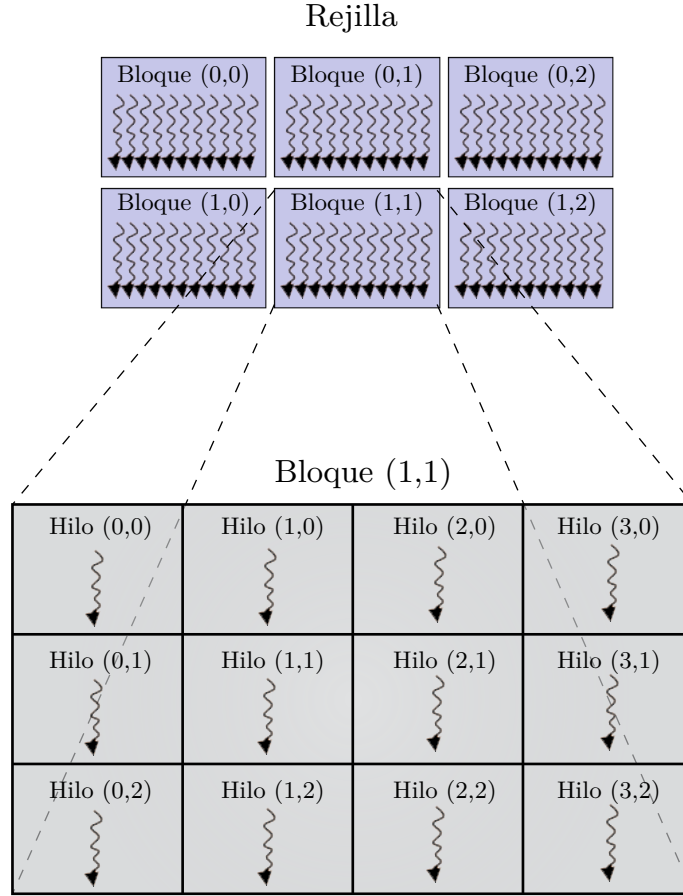 Rejilla
Bloque (0,0) Bloque (0,1) Bloque (0,2)
Bloque (1,0) Bloque (1,1) Bloque (1,2)
Bloque (1,1)
Hilo (0,0) Hilo (1,0) Hilo (2,0) Hilo (3,0)
Hilo (0,1) Hilo (1,1) Hilo (2,1) Hilo (3,1)
Hilo (0,2) Hilo (1,2) Hilo (2,2) Hilo (3,2)